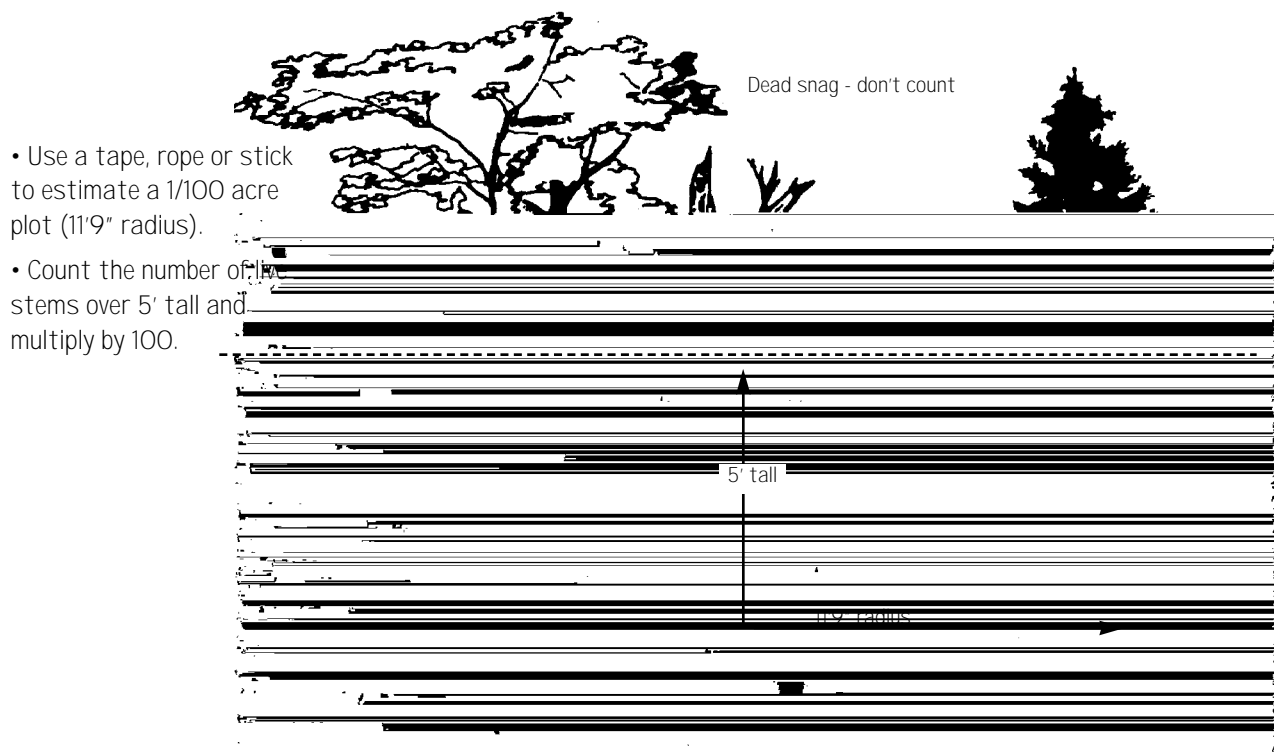 Dead snag - don't count
• Use a tape, rope or stick
to estimate a 1/100 acre
plot (11'9" radius).
• Count the number of live
stems over 5' tall and
multiply by 100.
5' tall
11'9" radius